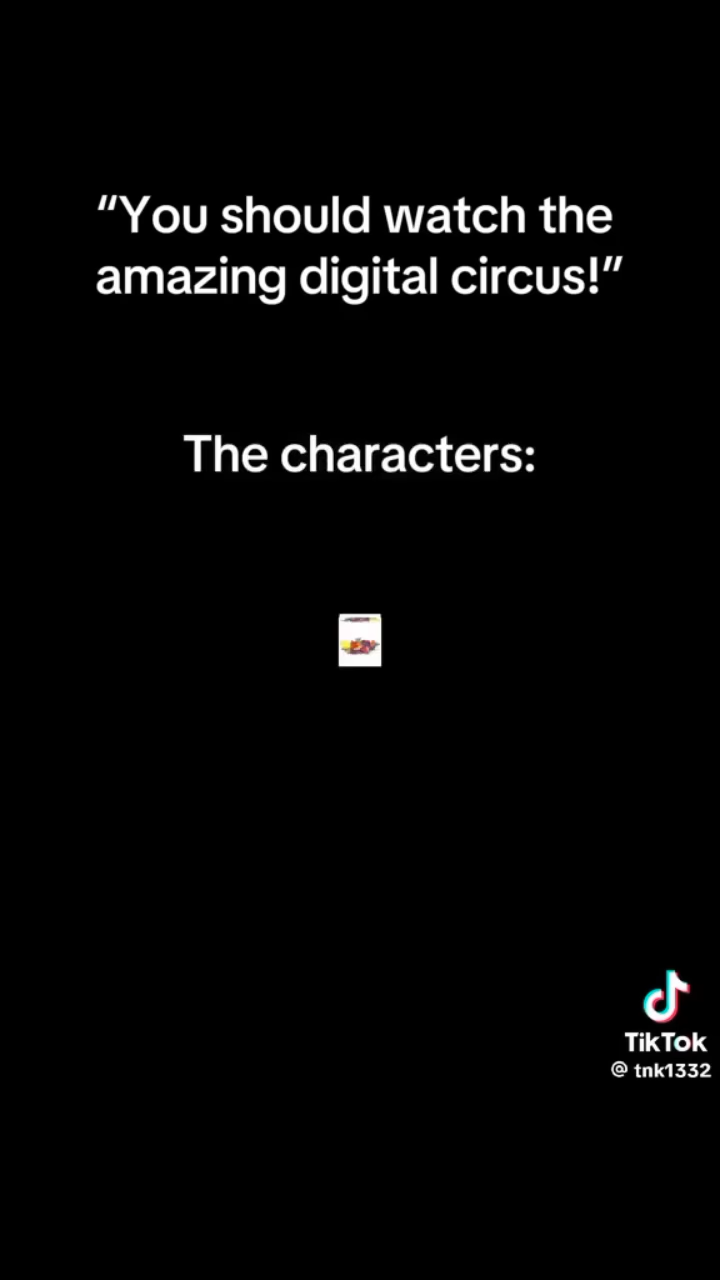 “You should watch the
amazing digital circus!”
The characters:
TikTok
@ tnk1332